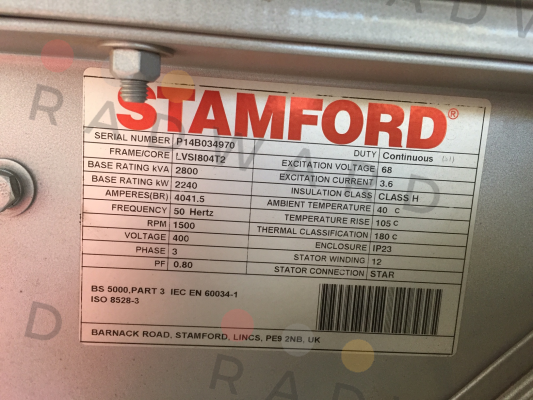 STAMFORD®
SERIAL NUMBER P14B034970 DUTY Continuous (S1)
FRAME/CORE LVSI804T2 EXCITATION VOLTAGE 68
BASE RATING kVA 2800 EXCITATION CURRENT 3.6
BASE RATING kW 2240 INSULATION CLASS CLASS H
AMPERES(BR) 4041.5 AMBIENT TEMPERATURE 40 C
FREQUENCY 50 Hertz TEMPERATURE RISE 105 C
RPM 1500 THERMAL CLASSIFICATION 180 C
VOLTAGE 400 ENCLOSURE IP23
PHASE 3 STATOR WINDING 12
PF 0.80 STATOR CONNECTION STAR
BS 5000,PART 3 IEC EN 60034-1
ISO 8528-3
BARNACK ROAD, STAMFORD, LINCS, PE9 2NB, UK
RADWAD
RADWAD